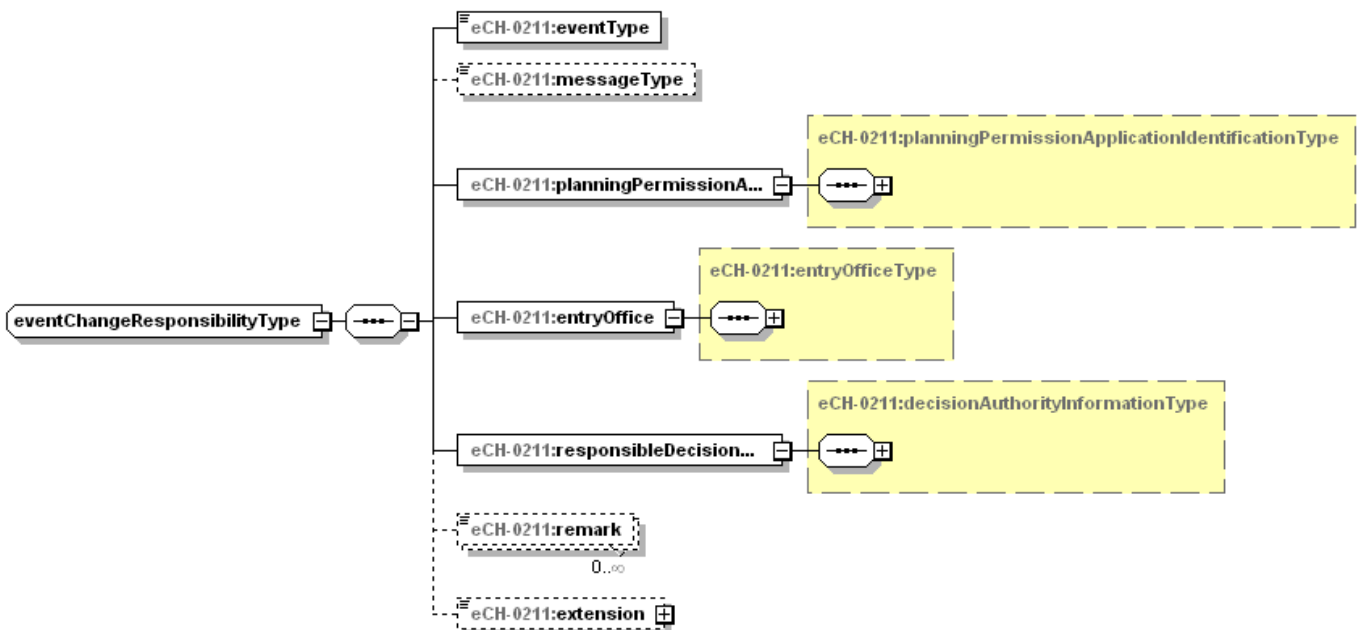 eCH-0211:eventType
eCH-0211:messageType
eCH-0211:planningPermissionApplicationIdentificationType
eCH-0211:planningPermissionA...
eCH-0211:entryOfficeType
eventChangeResponsibilityType
eCH-0211:entryOffice
eCH-0211:decisionAuthorityInformationType
eCH-0211:responsibleDecision...
eCH-0211:remark
0..∞
eCH-0211:extension